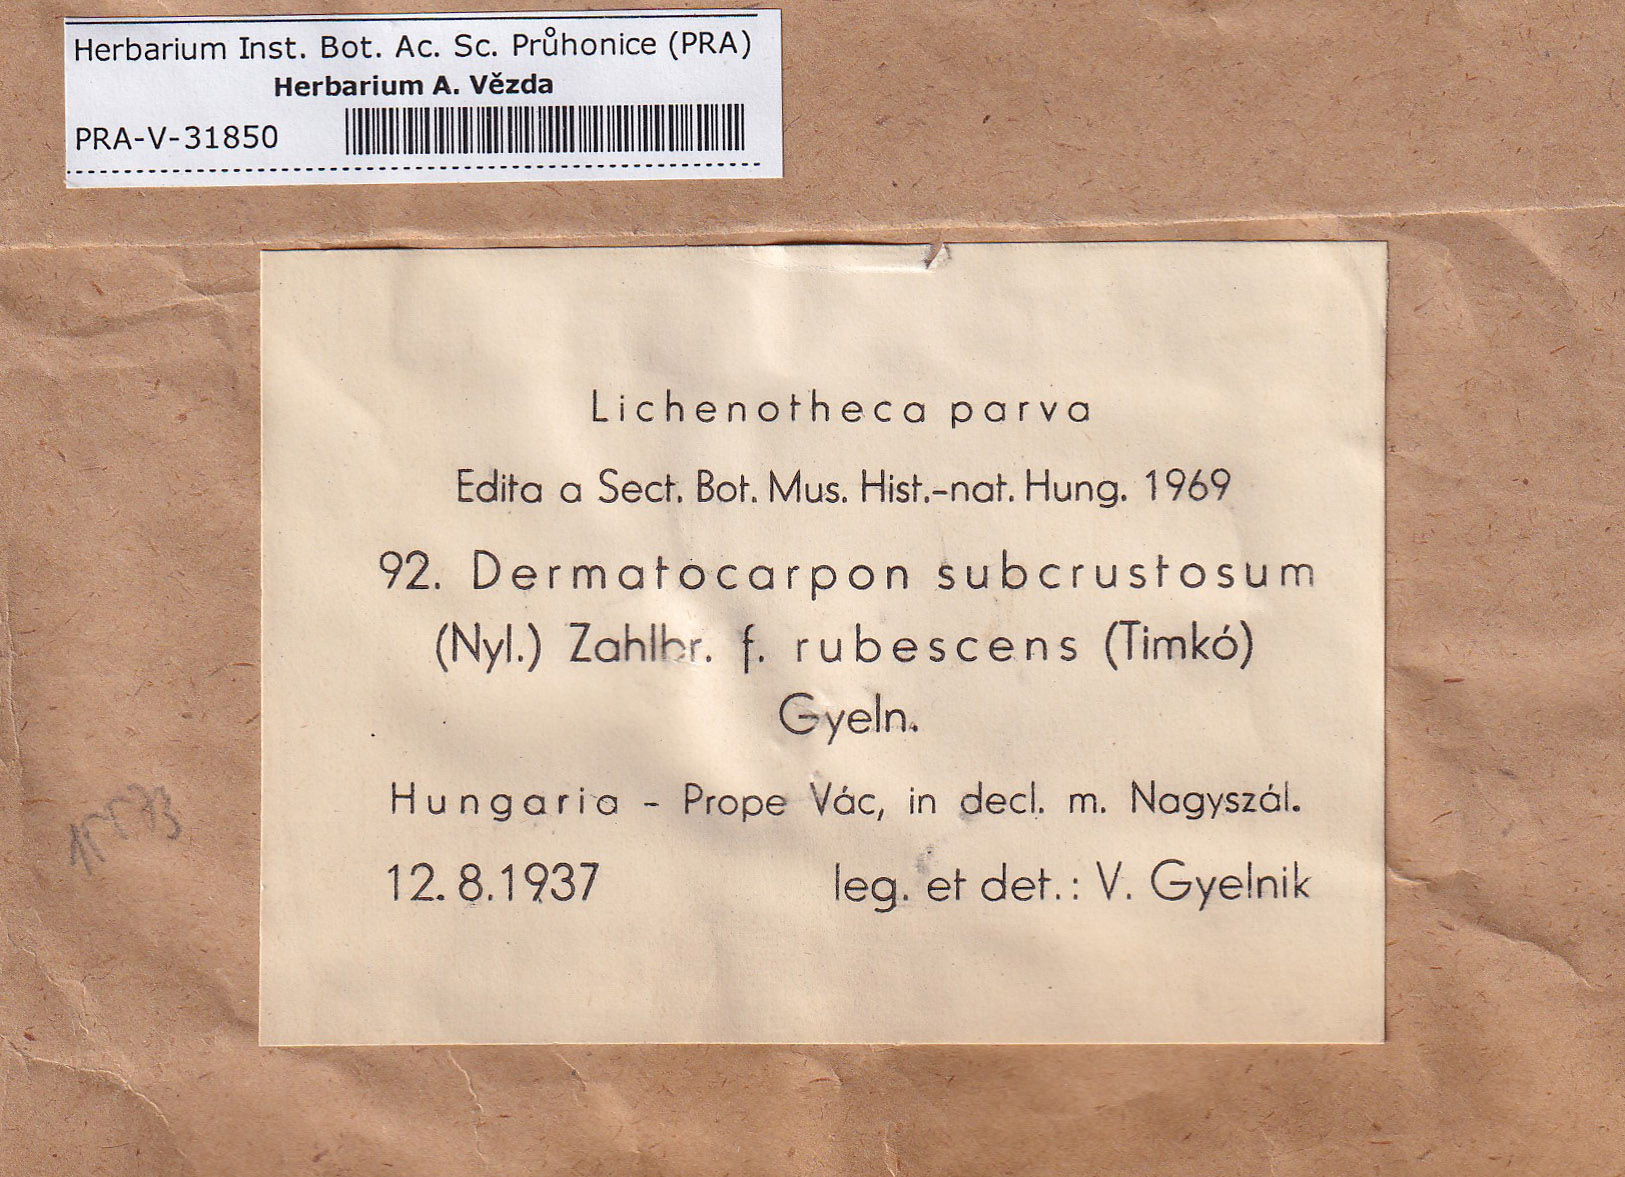 Herbarium Inst. Bot. Ac. Sc. Průhonice (PRA)
Herbarium A. Vězda
PRA-V-31850
Lichenotheca parva
Edita a Sect. Bot. Mus. Hist.-nat. Hung. 1969
92. Dermatocarpon subcrustosum
(Nyl.) Zahlbr. f. rubescens (Timkó)
Gyeln.
Hungaria - Prope Vác, in decl. m. Nagyszál.
12.8.1937 leg. et det.: V. Gyelnik